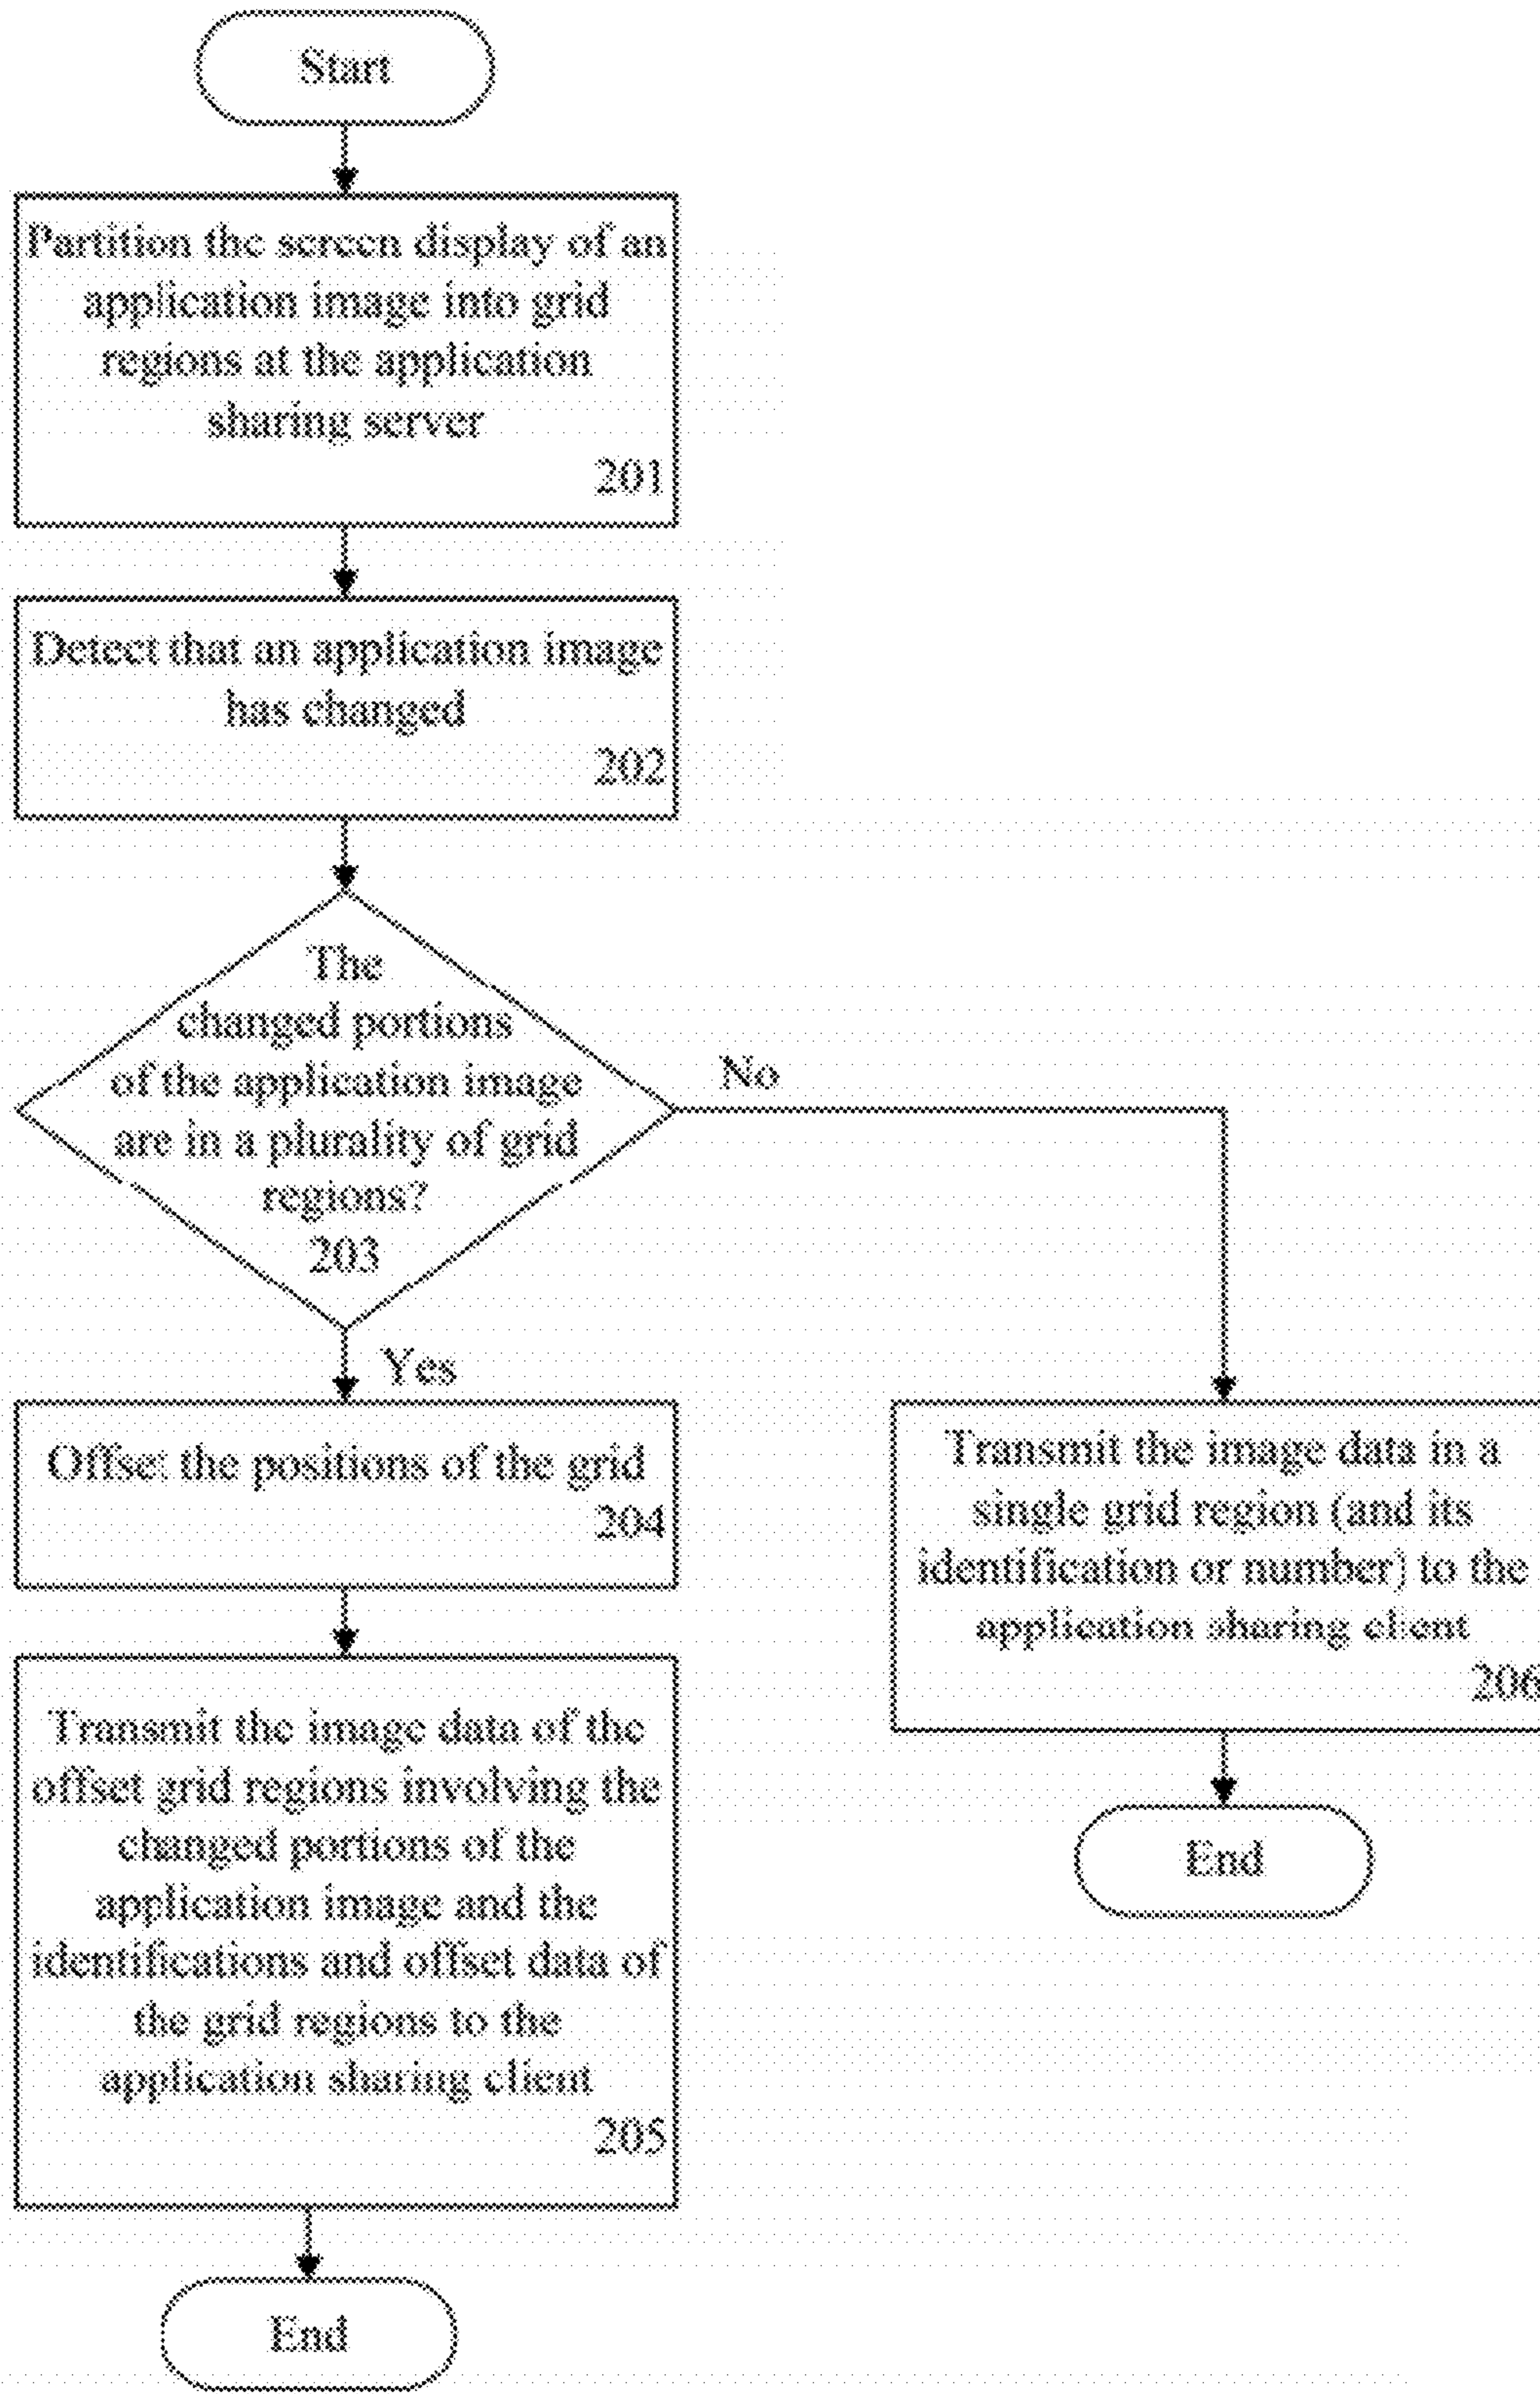 Start
Partition the screen display of an
application image into grid
regions at the application
sharing server
201
Detect that an application image
has changed
202
The
changed portions
of the application image
are in a plurality of grid
regions?
203
No
Yes
Offset the positions of the grid
204
Transmit the image data in a
single grid region (and its
identification or number) to the
application sharing client
206
End
Transmit the image data of the
offset grid regions involving the
changed portions of the
application image and the
identifications and offset data of
the grid regions to the
application sharing client
205
End